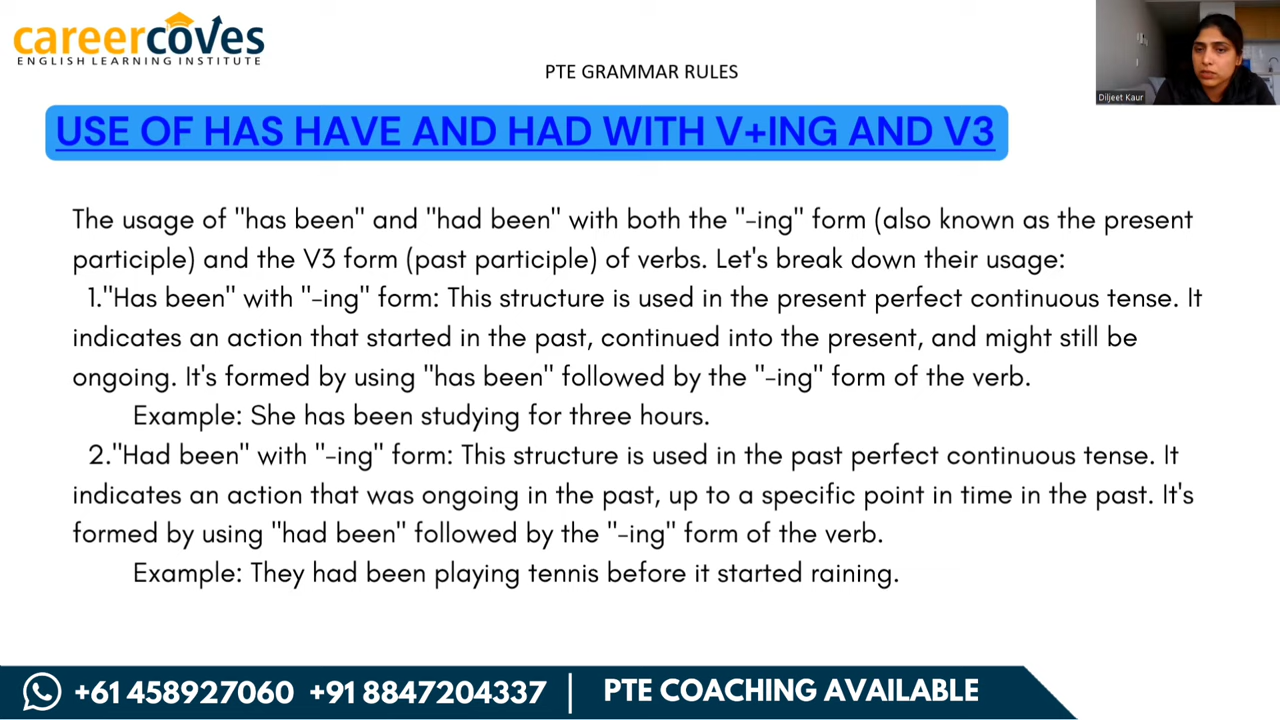 careercoves
ENGLISH LEARNING INSTITUTE
PTE GRAMMAR RULES
Diljeet Kaur
USE OF HAS HAVE AND HAD WITH V+ING AND V3
The usage of "has been" and "had been" with both the "-ing" form (also known as the present
participle) and the V3 form (past participle) of verbs. Let's break down their usage:
1."Has been" with "-ing" form: This structure is used in the present perfect continuous tense. It
indicates an action that started in the past, continued into the present, and might still be
ongoing. It's formed by using "has been" followed by the "-ing" form of the verb.
Example: She has been studying for three hours.
2."Had been" with "-ing" form: This structure is used in the past perfect continuous tense. It
indicates an action that was ongoing in the past, up to a specific point in time in the past. It's
formed by using "had been" followed by the "-ing" form of the verb.
Example: They had been playing tennis before it started raining.
+61 458927060 +91 8847204337 | PTE COACHING AVAILABLE